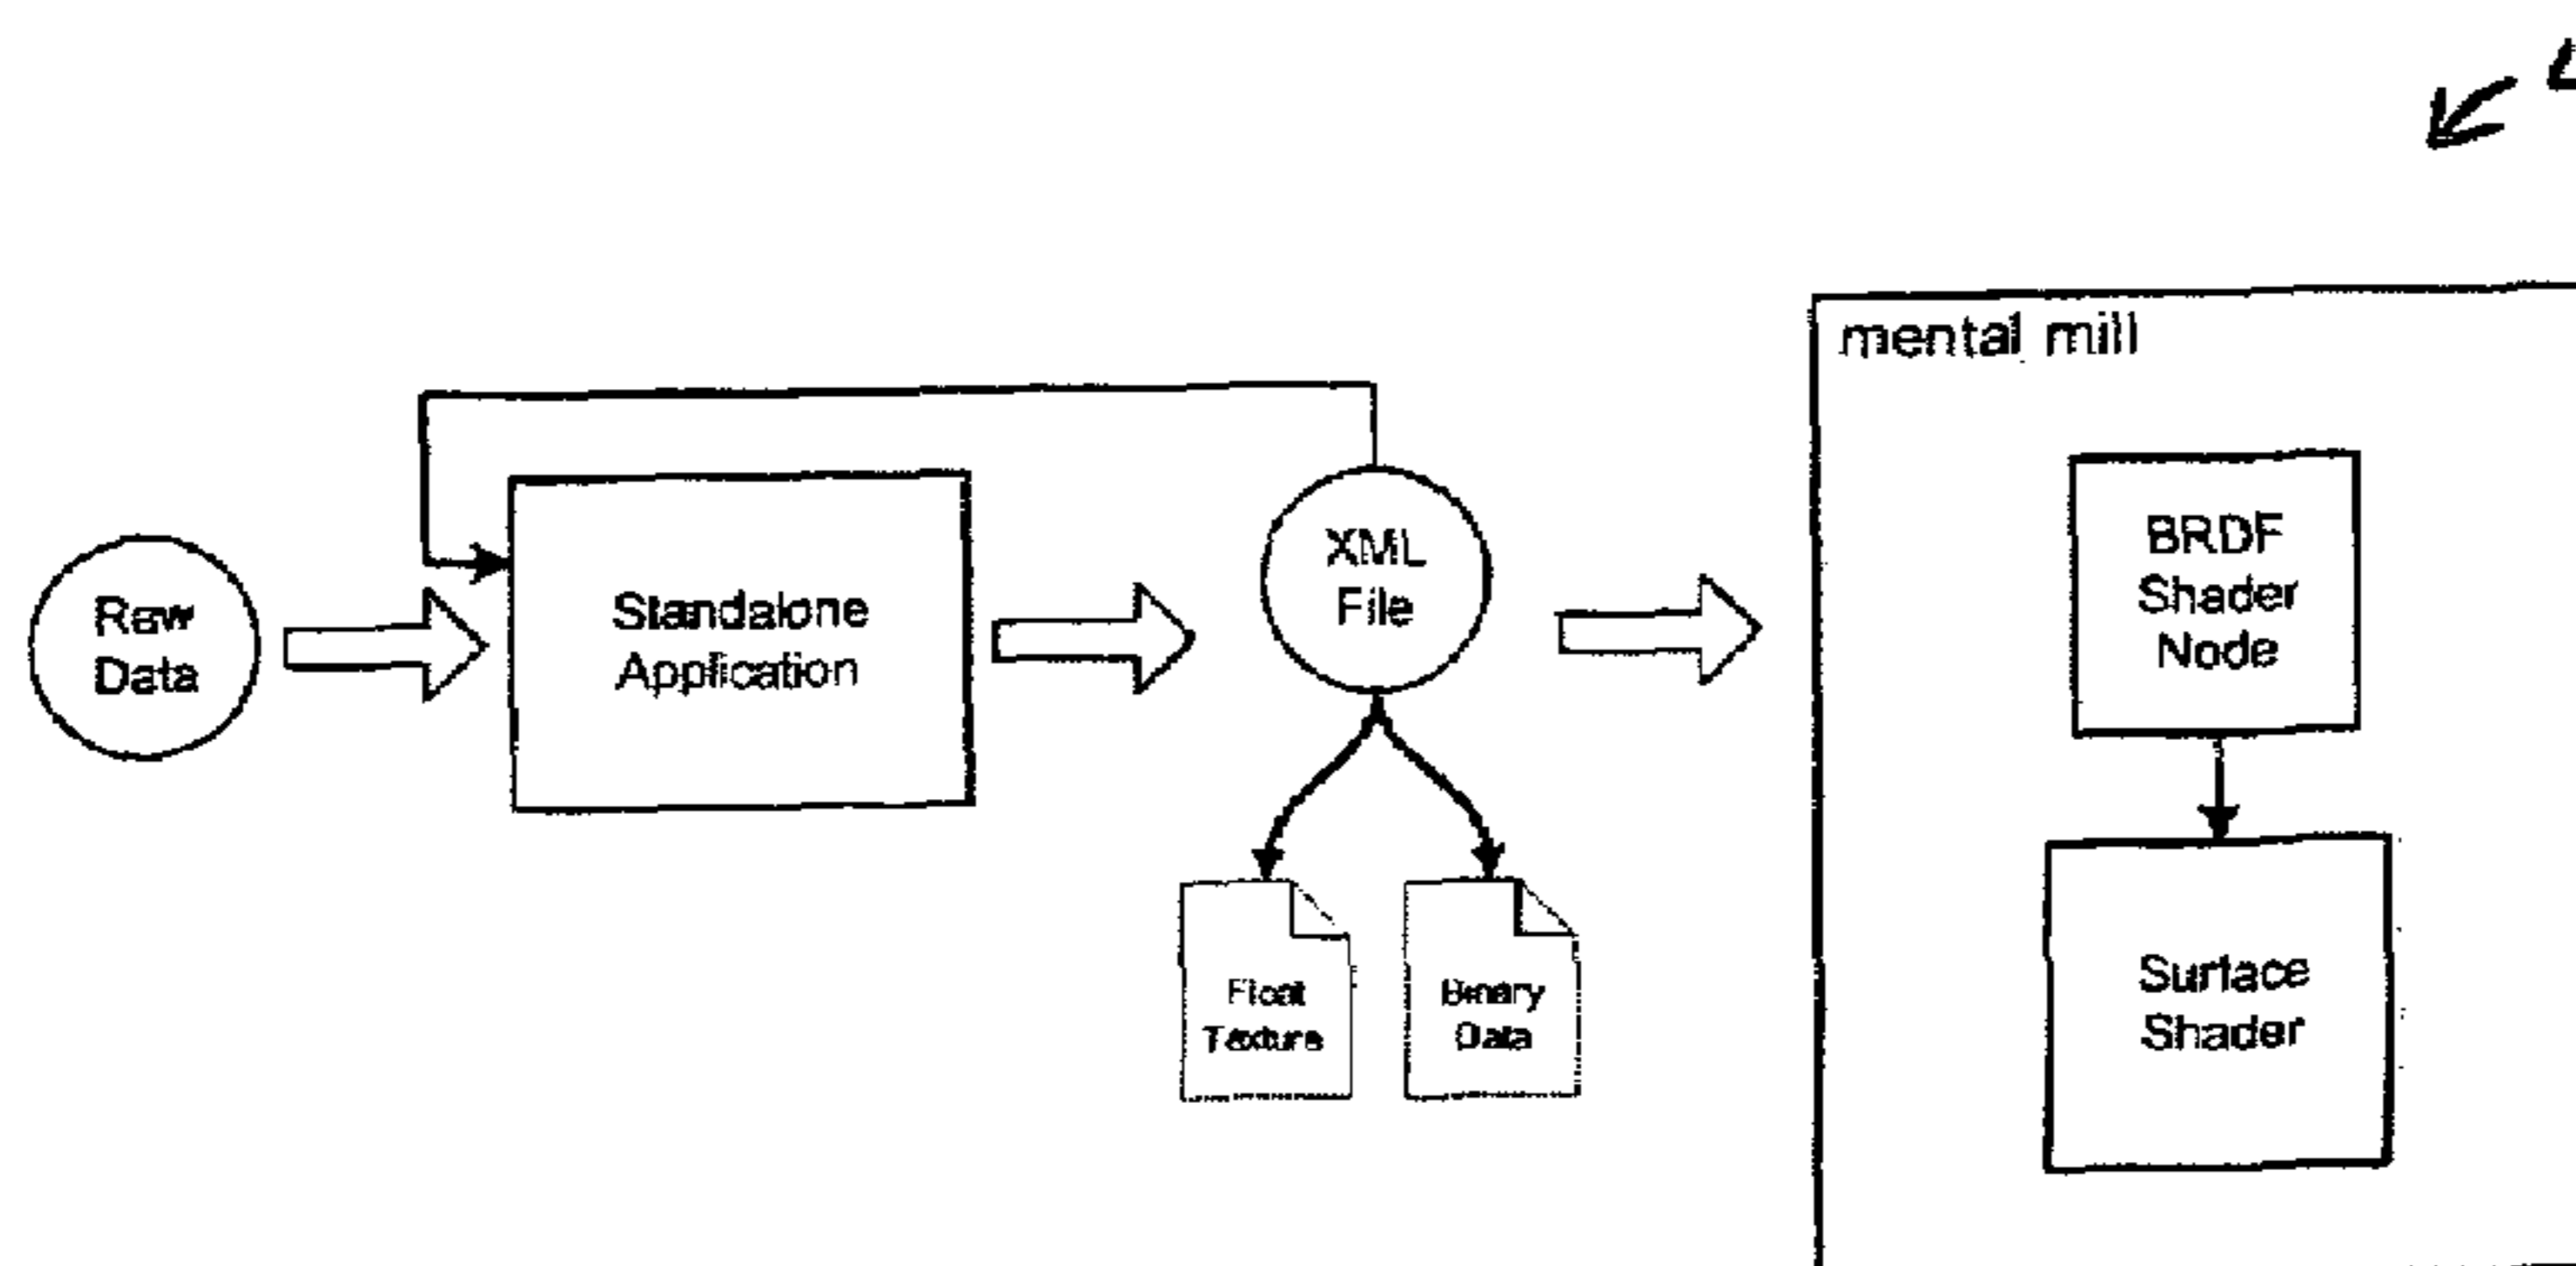 mental mill
Raw
Data
Standalone
Application
XML
File
Float
Texture
Binary
Data
BRDF
Shader
Node
Surface
Shader